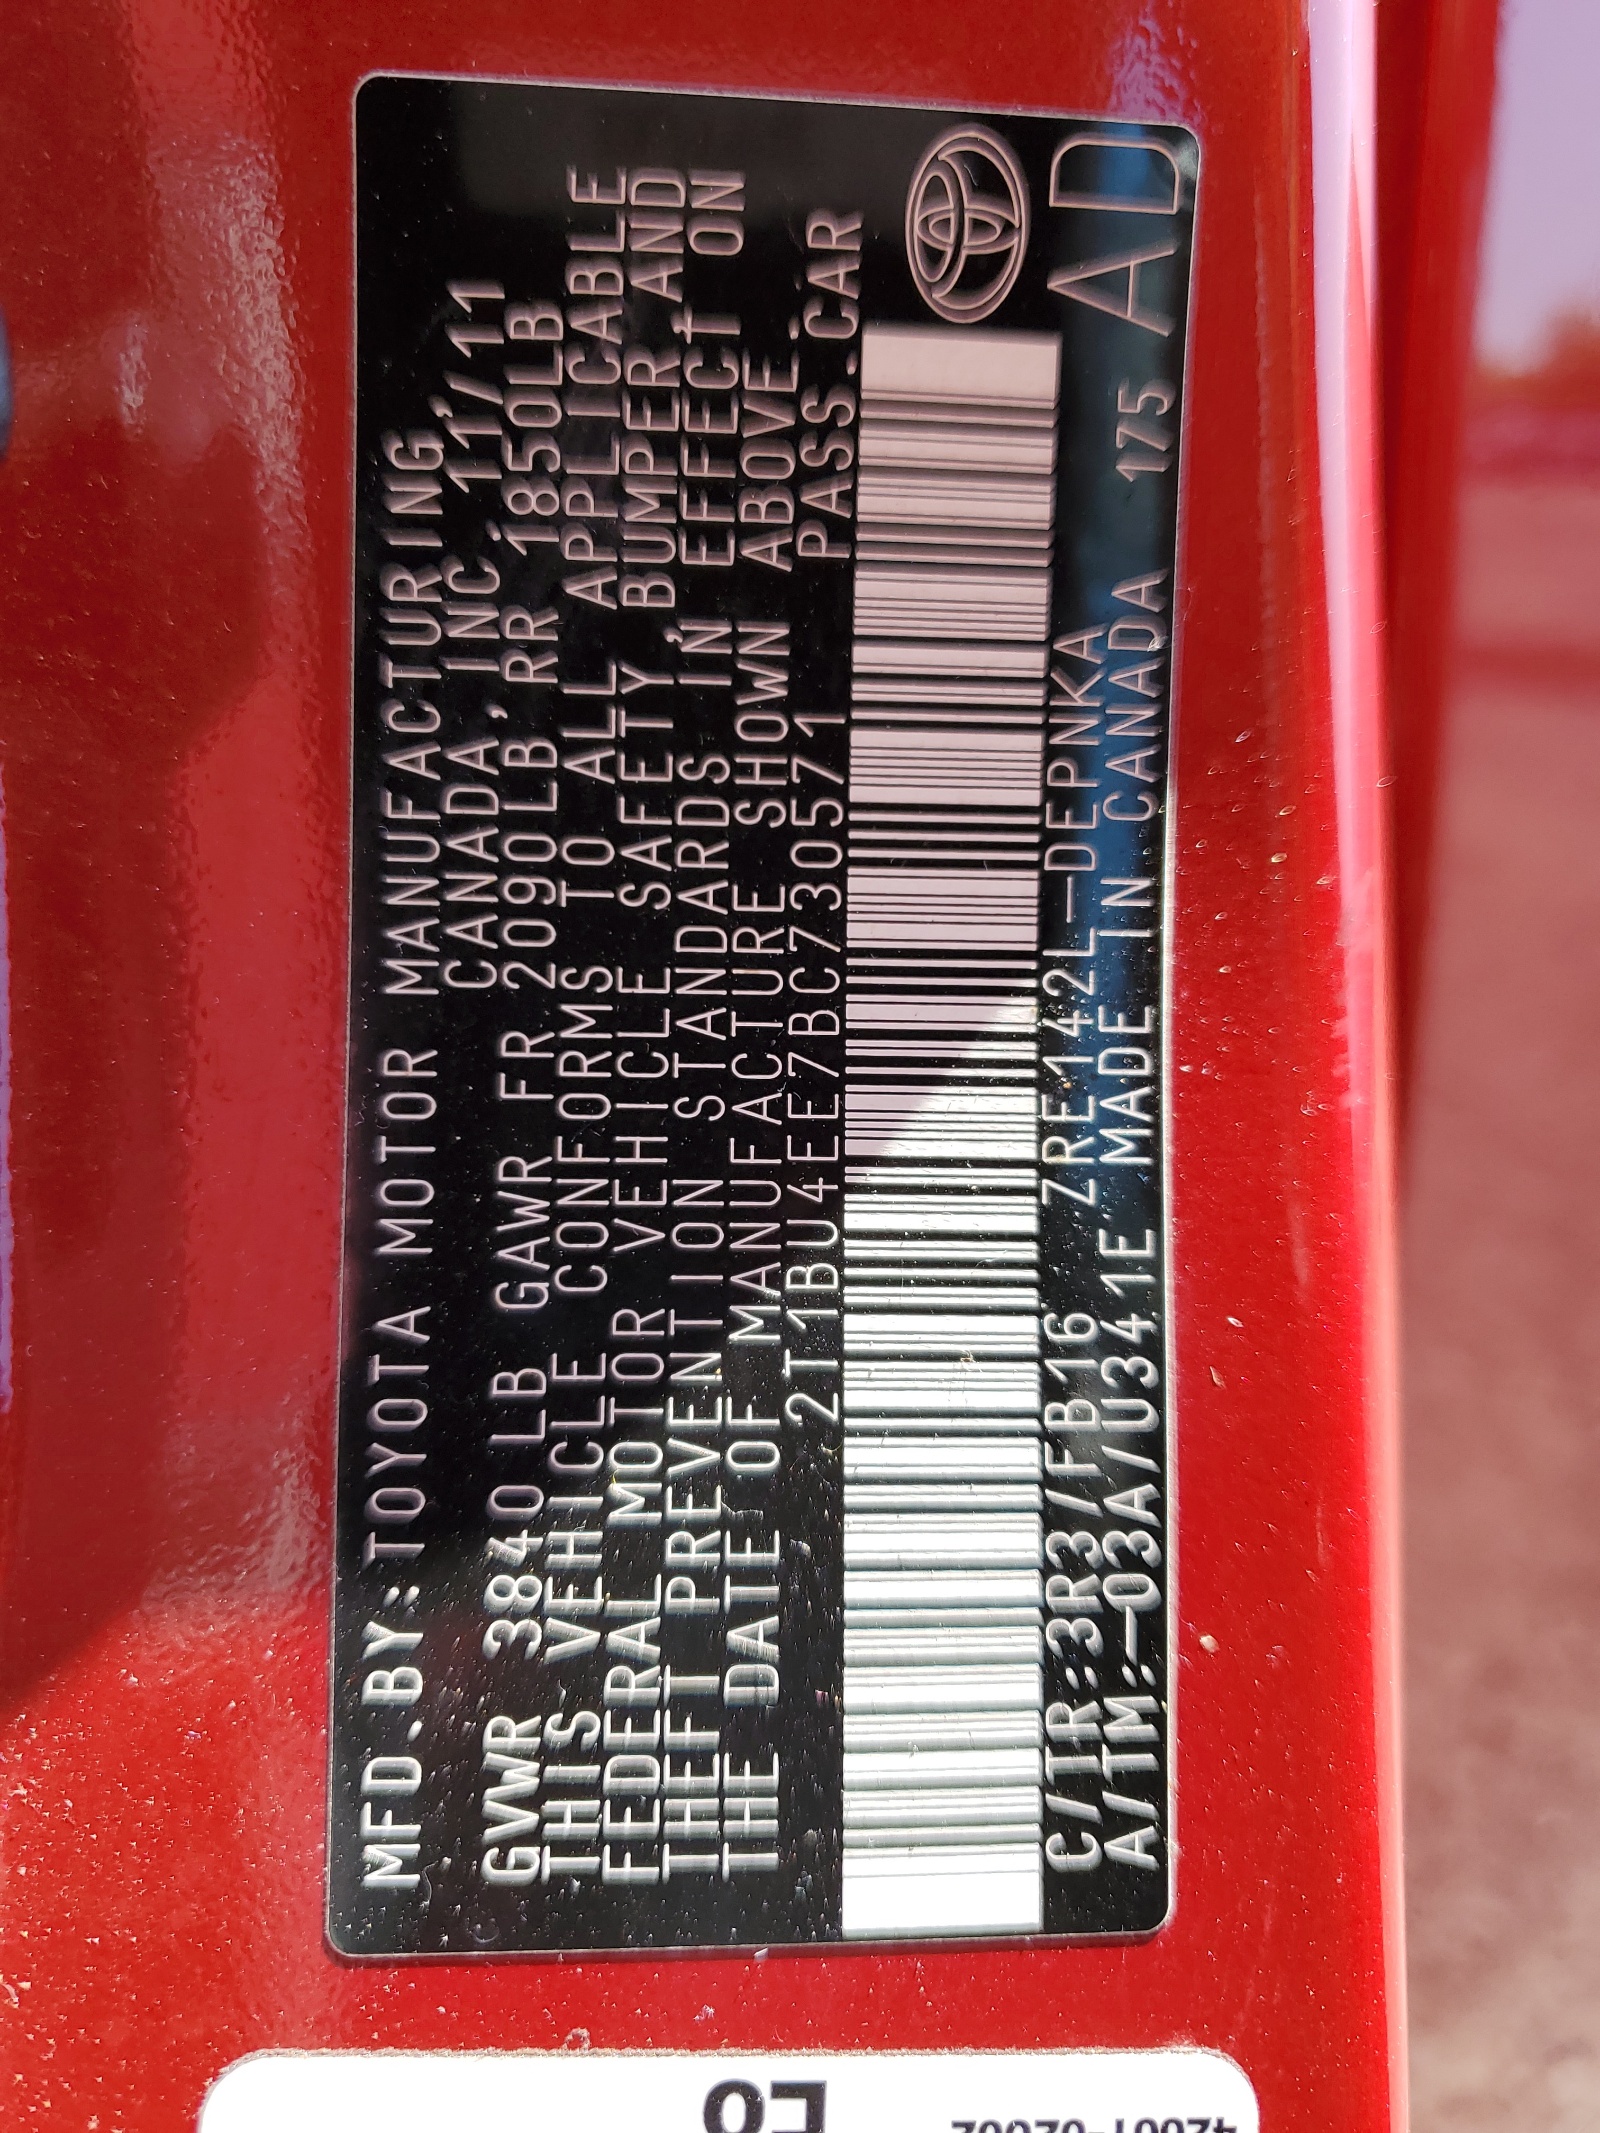 MFD.BY:TOYOTA MOTOR MANUFACTURING
CANADA, INC 11/11
GVWR 3840LB GAWR FR 2090LB, RR 1850LB
THIS VEHICLE CONFORMS TO ALL APPLICABLE
FEDERAL MOTOR VEHICLE SAFETY, BUMPER AND
THEFT PREVENTION STANDARDS IN EFFECT ON
THE DATE OF MANUFACTURE SHOWN ABOVE.
2T1BU4EE7BC730571 PASS.CAR
C/TR:3R3/FB16 ZRE142L-DEPNKA
A/TM:-03A/U341E MADE IN CANADA 175 AD